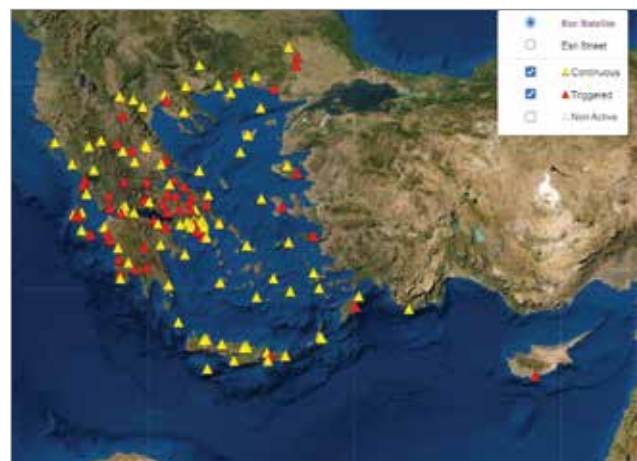 Esri Satellite
Esri Street
Continuous
Triggered
Non Active